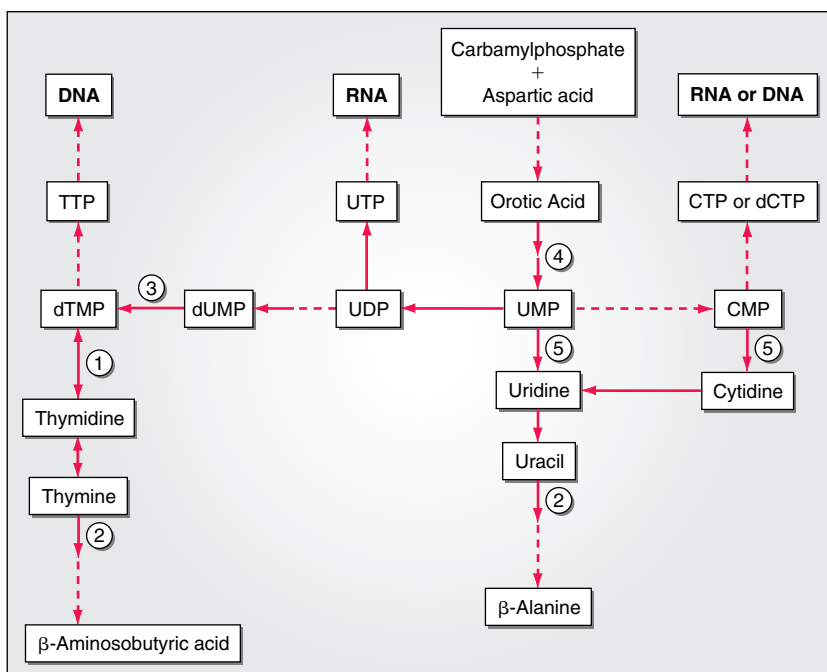 Carbamylphosphate
+
Aspartic acid
DNA
RNA
RNA or DNA
TTP
UTP
Orotic Acid
CTP or dCTP
4
3
dTMP
dUMP
UDP
UMP
CMP
1
5
5
Uridine
Cytidine
Thymidine
Uracil
Thymine
2
2
β-Alanine
β-Aminosobutyric acid